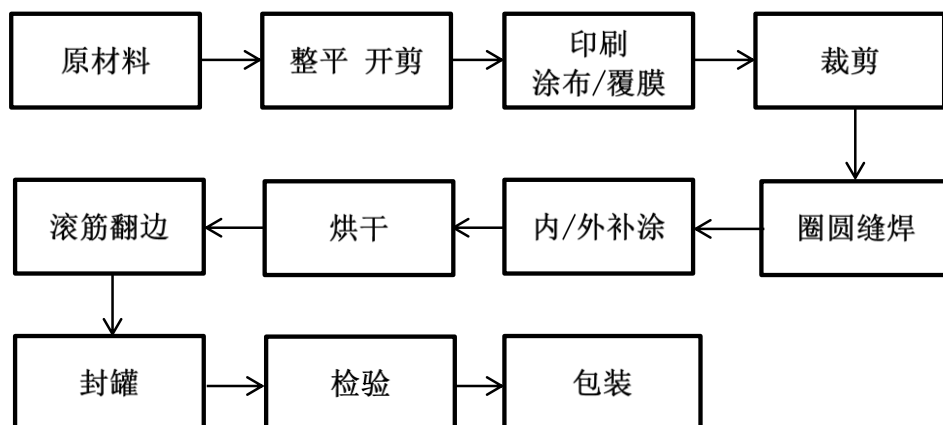 原材料
整平 开剪
印刷
涂布/覆膜
裁剪
圈圆缝焊
内/外补涂
烘干
滚筋翻边
封罐
检验
包装